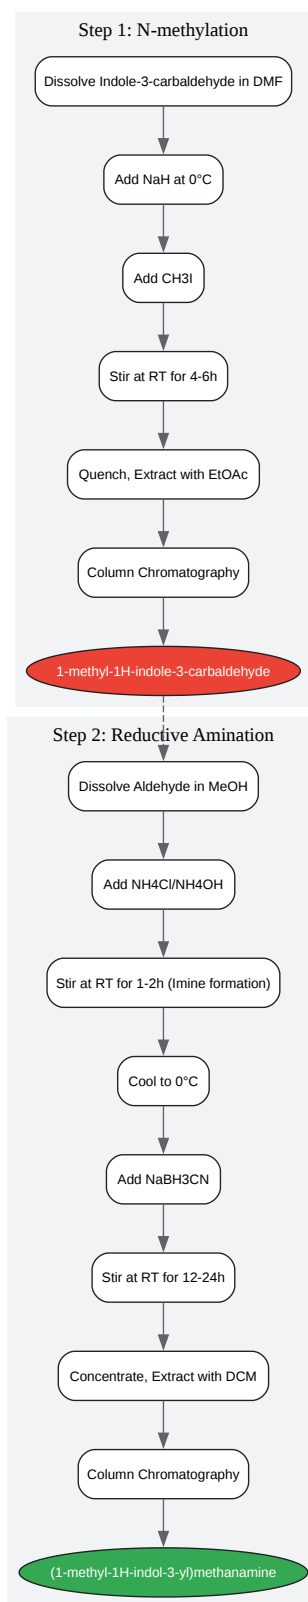 Step 1: N-methylation
Dissolve Indole-3-carbaldehyde in DMF
Add NaH at 0°C
Add CH3I
Stir at RT for 4-6h
Quench, Extract with EtOAc
Column Chromatography
1-methyl-1H-indole-3-carbaldehyde
Step 2: Reductive Amination
Dissolve Aldehyde in MeOH
Add NH4Cl/NH4OH
Stir at RT for 1-2h (Imine formation)
Cool to 0°C
Add NaBH3CN
Stir at RT for 12-24h
Concentrate, Extract with DCM
Column Chromatography
(1-methyl-1H-indol-3-yl)methanamine